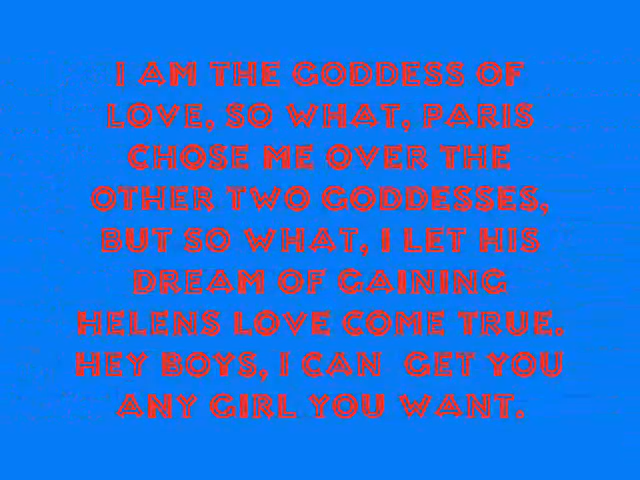 I AM THE GODDESS OF
LOVE, SO WHAT, PARIS
CHOSE ME OVER THE
OTHER TWO GODDESSES,
BUT SO WHAT, I LET HIS
DREAM OF GAINING
HELENS LOVE COME TRUE.
HEY BOYS, I CAN  GET YOU
ANY GIRL YOU WANT.